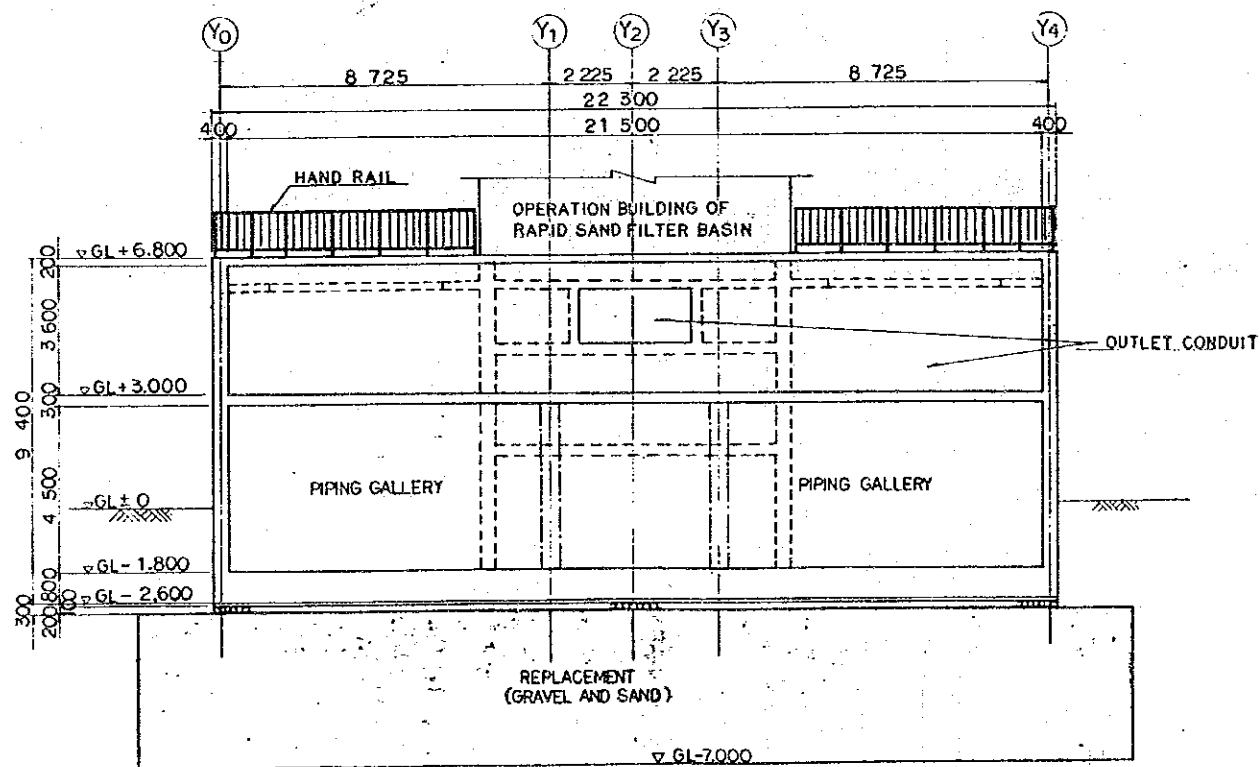 Y0 Y1 Y2 Y3 Y4
8 725 2 225 2 225 8 725
22 300
400 21 500 400
HAND RAIL
OPERATION BUILDING OF
RAPID SAND FILTER BASIN
▽GL+6.800
200
3 600
OUTLET CONDUIT
▽GL+3.000
300
9 400
PIPING GALLERY PIPING GALLERY
4 500
▽GL±0
▽GL-1.800
800
▽GL-2.600
300
200
100
REPLACEMENT
(GRAVEL AND SAND)
▽ GL-7.000